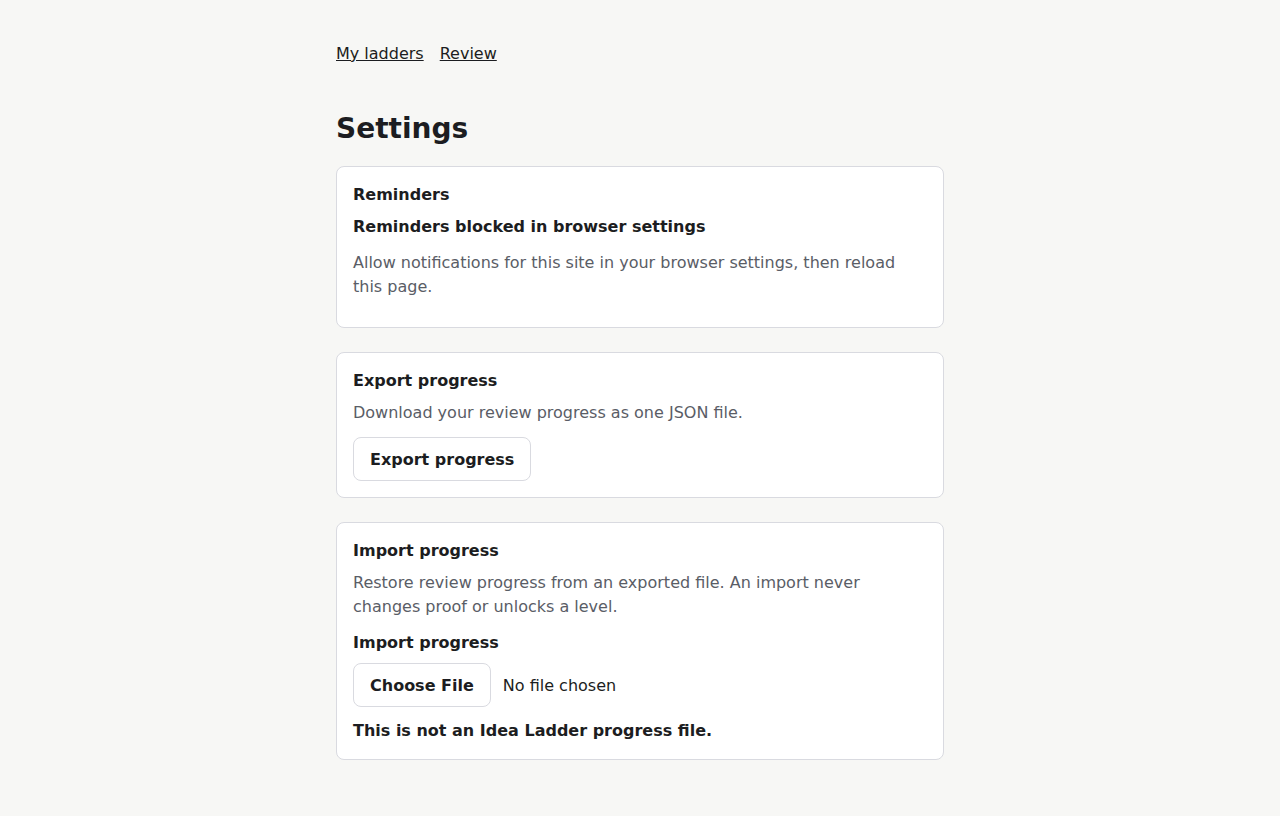 My ladders Review
Settings
Reminders
Reminders blocked in browser settings
Allow notifications for this site in your browser settings, then reload
this page.
Export progress
Download your review progress as one JSON file.
Export progress
Import progress
Restore review progress from an exported file. An import never
changes proof or unlocks a level.
Import progress
Choose File No file chosen
This is not an Idea Ladder progress file.